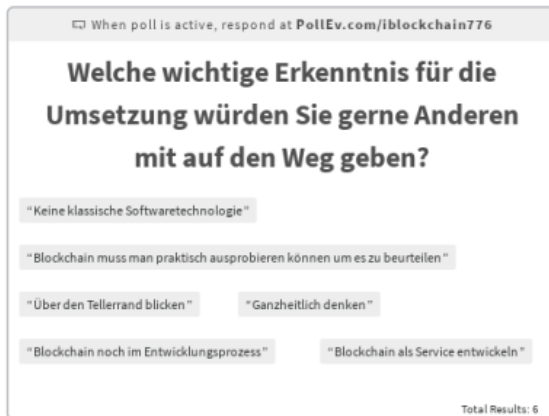 When poll is active, respond at PollEv.com/iblockchain776
Welche wichtige Erkenntnis für die
Umsetzung würden Sie gerne Anderen
mit auf den Weg geben?
“Keine klassische Softwaretechnologie”
“Blockchain muss man praktisch ausprobieren können um es zu beurteilen”
“Über den Tellerrand blicken” “Ganzheitlich denken”
“Blockchain noch im Entwicklungsprozess” “Blockchain als Service entwickeln”
Total Results: 6